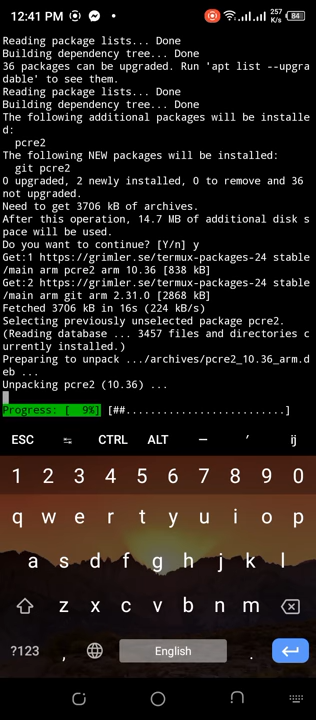 12:41 PM
257
K/s
84
Reading package lists... Done
Building dependency tree... Done
36 packages can be upgraded. Run 'apt list --upgra
dable' to see them.
Reading package lists... Done
Building dependency tree... Done
The following additional packages will be installe
d:
  pcre2
The following NEW packages will be installed:
  git pcre2
0 upgraded, 2 newly installed, 0 to remove and 36
not upgraded.
Need to get 3706 kB of archives.
After this operation, 14.7 MB of additional disk s
pace will be used.
Do you want to continue? [Y/n] y
Get:1 https://grimler.se/termux-packages-24 stable
/main arm pcre2 arm 10.36 [838 kB]
Get:2 https://grimler.se/termux-packages-24 stable
/main arm git arm 2.31.0 [2868 kB]
Fetched 3706 kB in 16s (224 kB/s)
Selecting previously unselected package pcre2.
(Reading database ... 3457 files and directories c
urrently installed.)
Preparing to unpack .../archives/pcre2_10.36_arm.d
eb ...
Unpacking pcre2 (10.36) ...
Progress: [  9%] [##..........................]
ESC CTRL ALT — ʼ ij
1 2 3 4 5 6 7 8 9 0
q w e r t y u i o p
a s d f g h j k l
z x c v b n m
?123 , English .